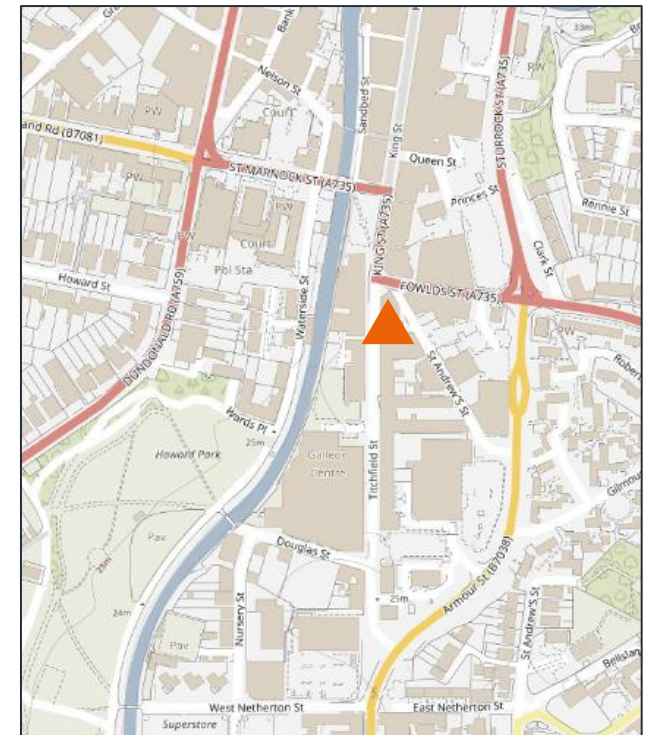 Bank
33m
PW
Nelson St
Sandbed St
STURROCK ST (A735)
PW
Court
and Rd (B7081)
King St
Queen St
ST MARNOCK ST (A735)
PW
PW
Princes St
Rennie St
PW
Court
KING ST (A735)
Clark St
Pol Sta
Howard St
DUNDONALD RD (A759)
Waterside St
FOWLDS ST (A735)
PW
St Andrew'S St
Wards Pl
25m
Howard Park
Galleon
Centre
Titchfield St
Gilmou
Pav
25m
Douglas St
Armour St (B7038)
24m
25m
Nursery St
St Andrew'S St
Pav
West Netherton St
East Netherton St
Superstore